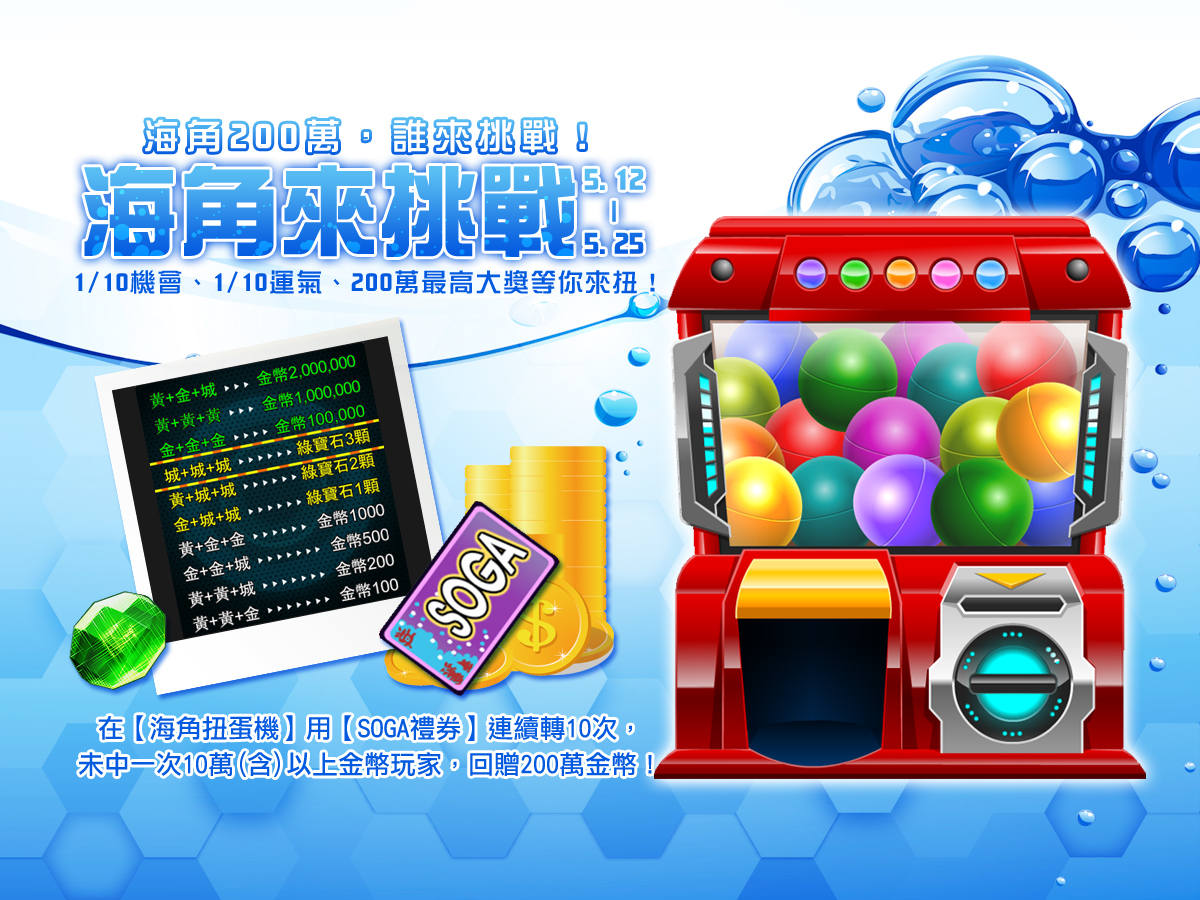 海角200萬，誰來挑戰！
海角來挑戰
5.12
|
5.25
1/10機會、1/10運氣、200萬最高大獎等你來扭！
黃+金+城 ▸▸▸ 金幣2,000,000
黃+黃+黃 ▸▸▸ 金幣1,000,000
金+金+金 ▸▸▸▸ 金幣100,000
城+城+城 ▸▸▸▸▸▸ 綠寶石3顆
黃+城+城 ▸▸▸▸▸▸ 綠寶石2顆
金+城+城 ▸▸▸▸▸▸ 綠寶石1顆
黃+金+金 ▸▸▸▸▸▸ 金幣1000
金+金+城 ▸▸▸▸▸▸▸ 金幣500
黃+黃+城 ▸▸▸▸▸▸▸ 金幣200
黃+黃+金 ▸▸▸▸▸▸▸ 金幣100
SOGA
$
在【海角扭蛋機】用【SOGA禮券】連續轉10次，
未中一次10萬(含)以上金幣玩家，回贈200萬金幣！